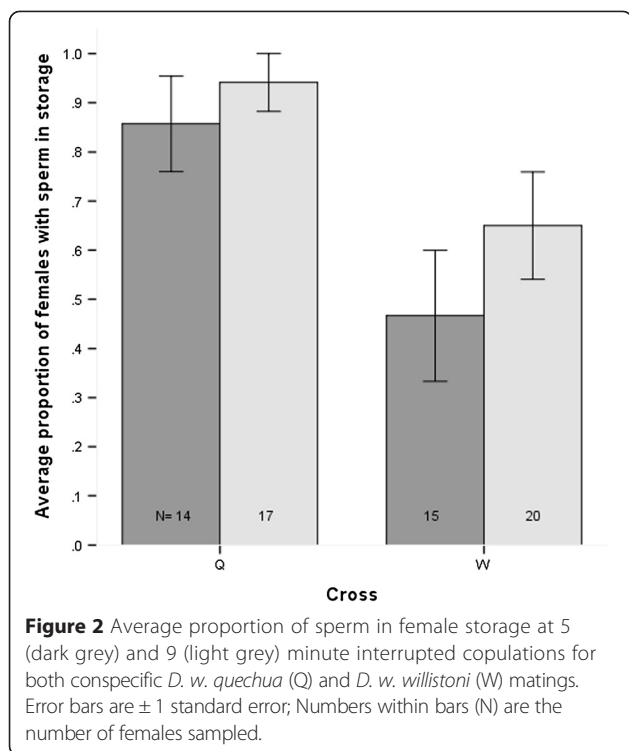 Average proportion of females with sperm in storage
1.0
.9
.8
.7
.6
.5
.4
.3
.2
.1
.0
N= 14
17
15
20
Q
W
Cross
Figure 2 Average proportion of sperm in female storage at 5
(dark grey) and 9 (light grey) minute interrupted copulations for
both conspecific D. w. quechua (Q) and D. w. willistoni (W) matings.
Error bars are ± 1 standard error; Numbers within bars (N) are the
number of females sampled.